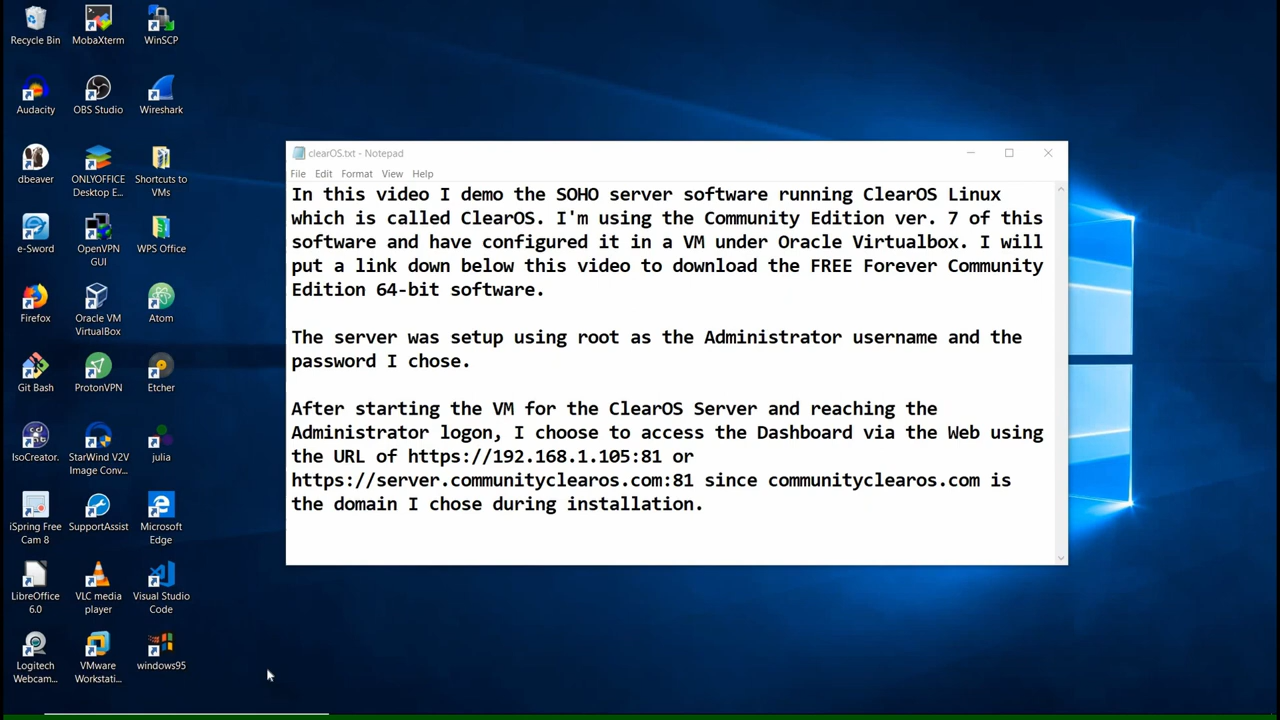 Recycle Bin
MobaXterm
WinSCP
Audacity
OBS Studio
Wireshark
dbeaver
ONLYOFFICE
Desktop E...
Shortcuts to
VMs
e-Sword
OpenVPN
GUI
WPS Office
Firefox
Oracle VM
VirtualBox
Atom
Git Bash
ProtonVPN
Etcher
IsoCreator.
StarWind V2V
Image Conv...
julia
iSpring Free
Cam 8
SupportAssist
Microsoft
Edge
LibreOffice
6.0
VLC media
player
Visual Studio
Code
Logitech
Webcam...
VMware
Workstati...
windows95
clearOS.txt - Notepad
File Edit Format View Help
In this video I demo the SOHO server software running ClearOS Linux
which is called ClearOS. I'm using the Community Edition ver. 7 of this
software and have configured it in a VM under Oracle Virtualbox. I will
put a link down below this video to download the FREE Forever Community
Edition 64-bit software.
The server was setup using root as the Administrator username and the
password I chose.
After starting the VM for the ClearOS Server and reaching the
Administrator logon, I choose to access the Dashboard via the Web using
the URL of https://192.168.1.105:81 or
https://server.communityclearos.com:81 since communityclearos.com is
the domain I chose during installation.